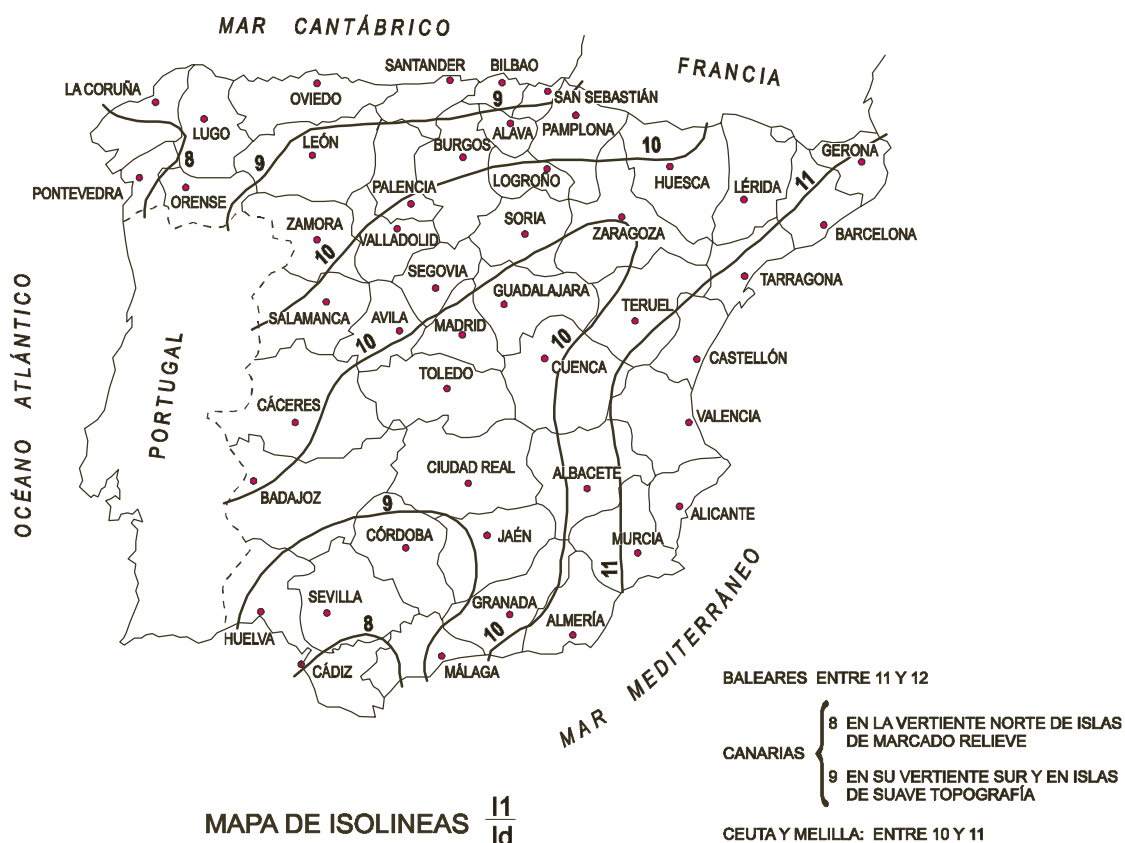 MAR CANTÁBRICO
FRANCIA
SANTANDER
BILBAO
LA CORUÑA
OVIEDO
9
SAN SEBASTIÁN
LUGO
ALAVA
PAMPLONA
LEÓN
BURGOS
10
GERONA
8
9
PONTEVEDRA
ORENSE
PALENCIA
LOGROÑO
HUESCA
LÉRIDA
11
ZAMORA
VALLADOLID
SORIA
ZARAGOZA
BARCELONA
10
SEGOVIA
TARRAGONA
GUADALAJARA
SALAMANCA
AVILA
MADRID
TERUEL
10
10
CUENCA
CASTELLÓN
TOLEDO
OCÉANO ATLÁNTICO
PORTUGAL
CÁCERES
VALENCIA
CIUDAD REAL
ALBACETE
BADAJOZ
9
ALICANTE
CÓRDOBA
JAÉN
MURCIA
11
SEVILLA
GRANADA
ALMERÍA
8
10
HUELVA
CÁDIZ
MÁLAGA
MAR MEDITERRÁNEO
BALEARES ENTRE 11 Y 12
CANARIAS
8 EN LA VERTIENTE NORTE DE ISLAS
DE MARCADO RELIEVE
9 EN SU VERTIENTE SUR Y EN ISLAS
DE SUAVE TOPOGRAFÍA
CEUTA Y MELILLA: ENTRE 10 Y 11
MAPA DE ISOLINEAS I1
Id